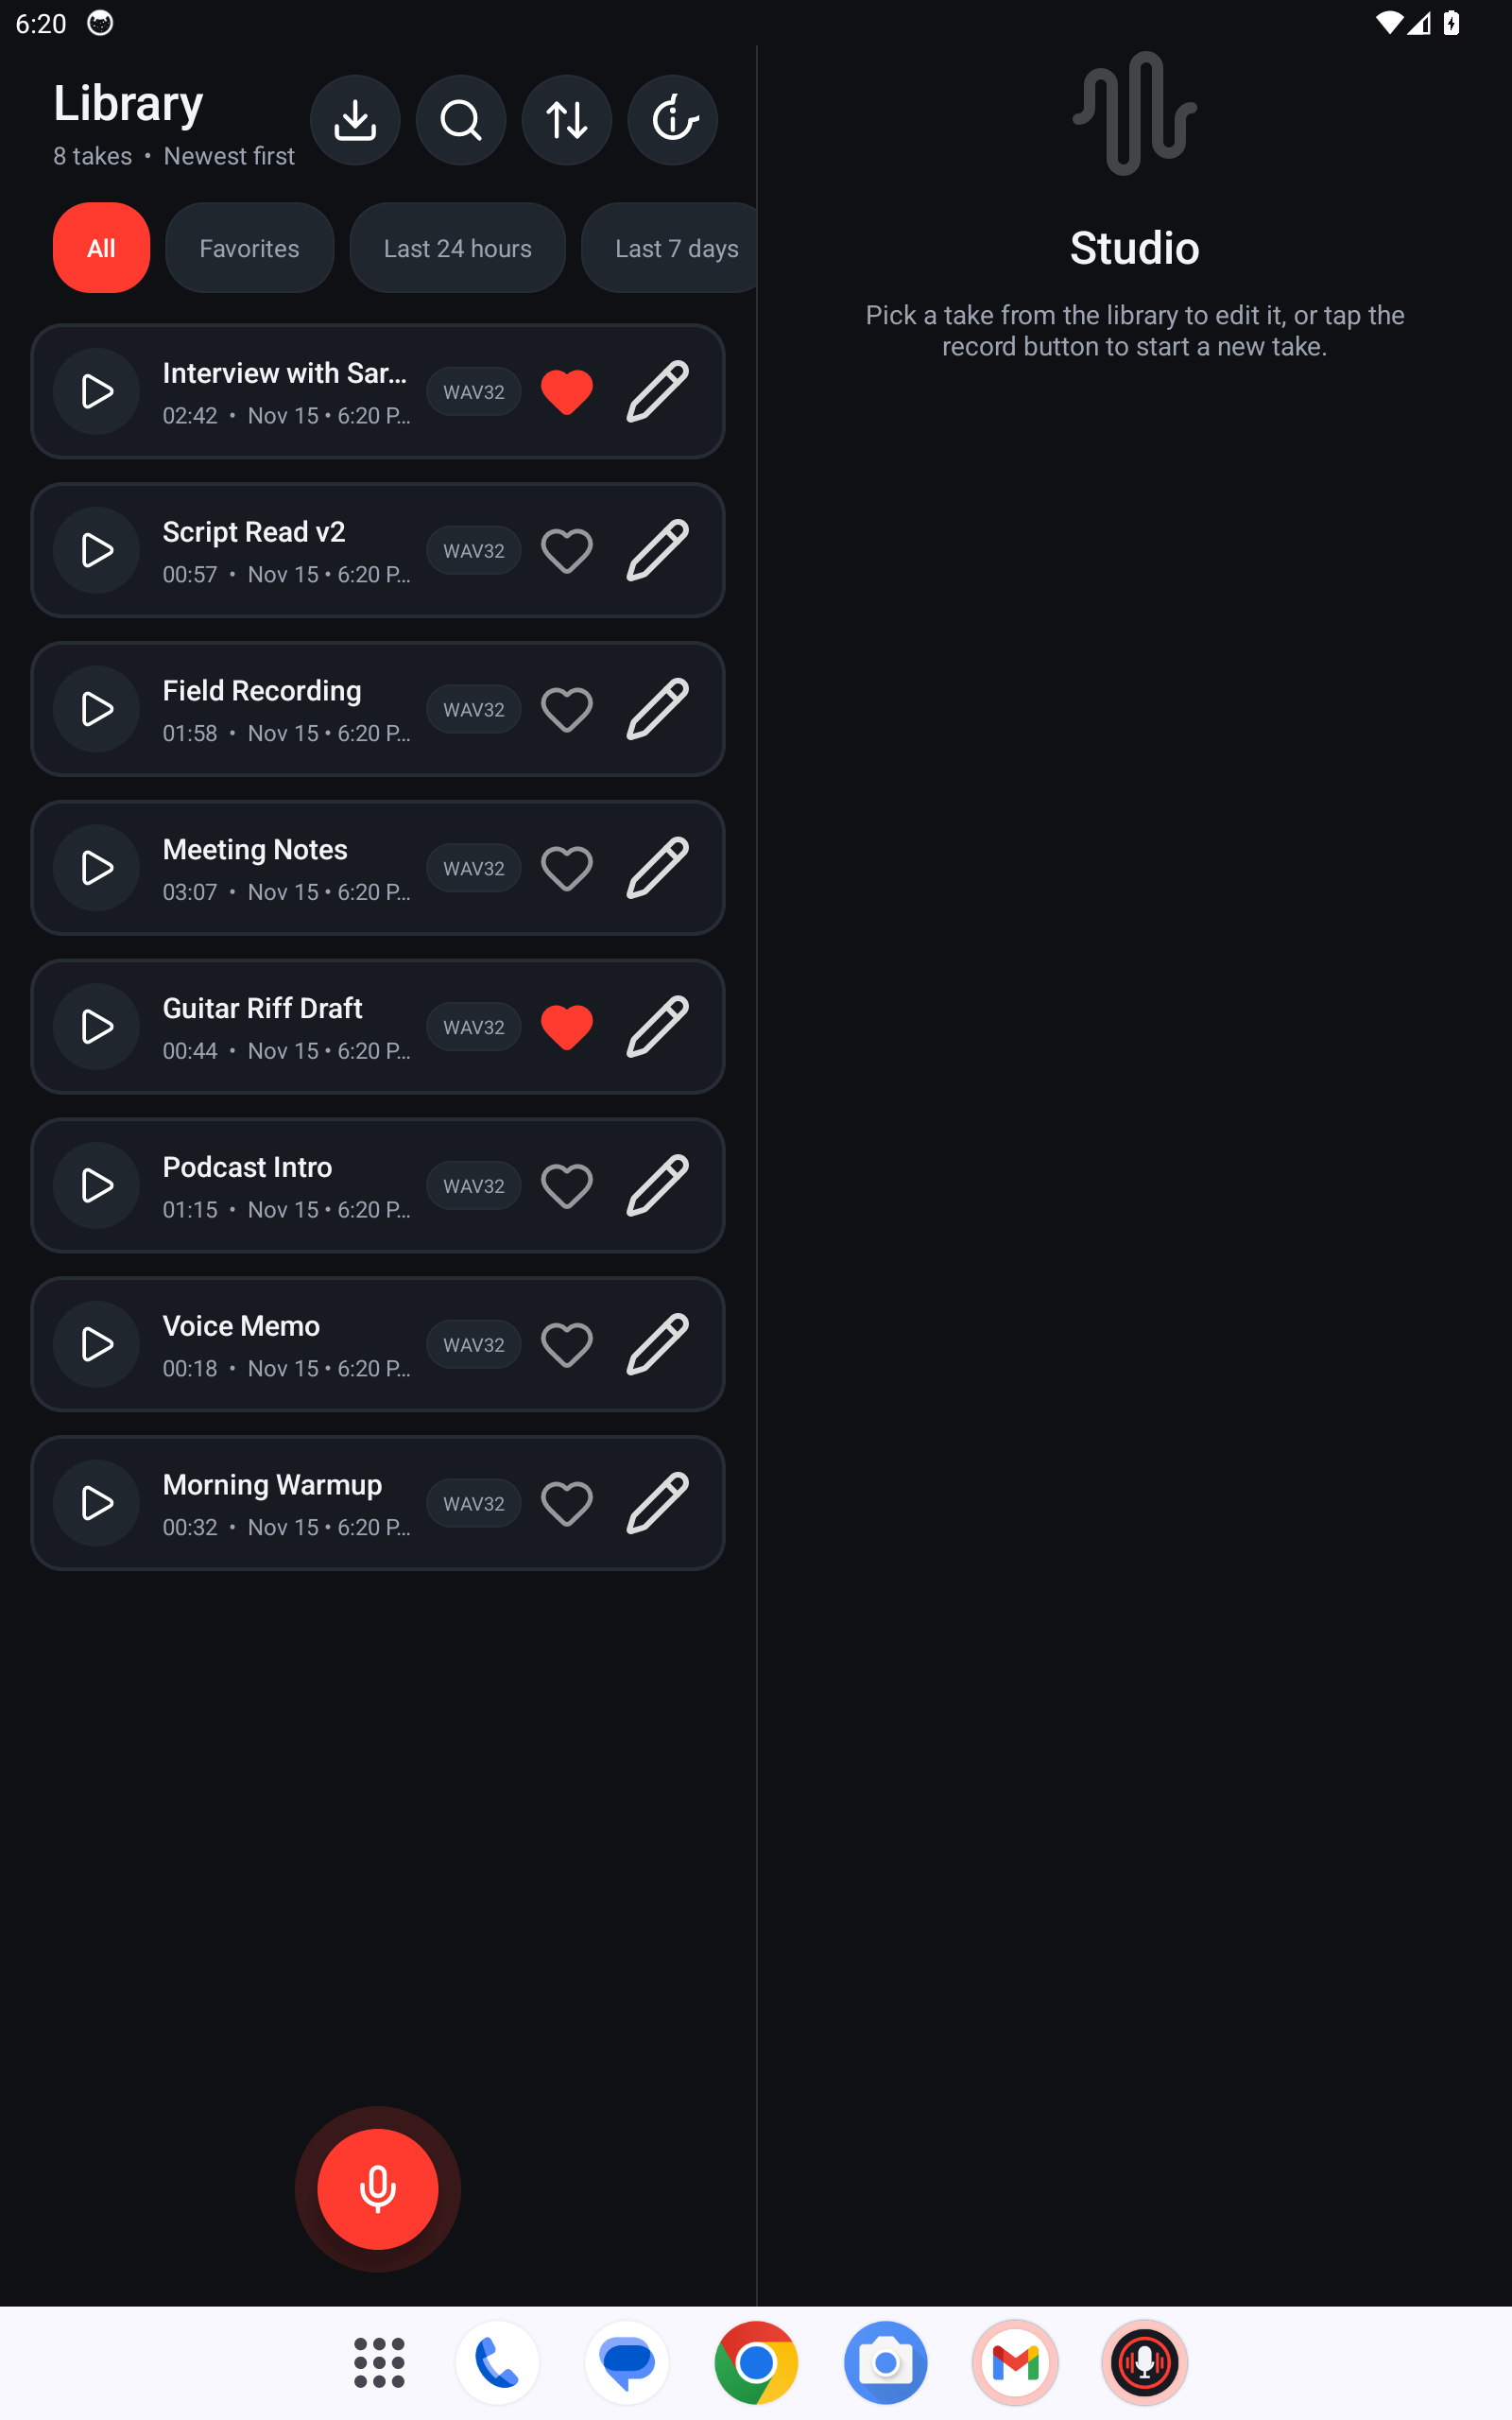 6:20
Library
8 takes • Newest first
All
Favorites
Last 24 hours
Last 7 days
Interview with Sar...
02:42 • Nov 15 • 6:20 P...
WAV32
Script Read v2
00:57 • Nov 15 • 6:20 P...
WAV32
Field Recording
01:58 • Nov 15 • 6:20 P...
WAV32
Meeting Notes
03:07 • Nov 15 • 6:20 P...
WAV32
Guitar Riff Draft
00:44 • Nov 15 • 6:20 P...
WAV32
Podcast Intro
01:15 • Nov 15 • 6:20 P...
WAV32
Voice Memo
00:18 • Nov 15 • 6:20 P...
WAV32
Morning Warmup
00:32 • Nov 15 • 6:20 P...
WAV32
Studio
Pick a take from the library to edit it, or tap the
record button to start a new take.